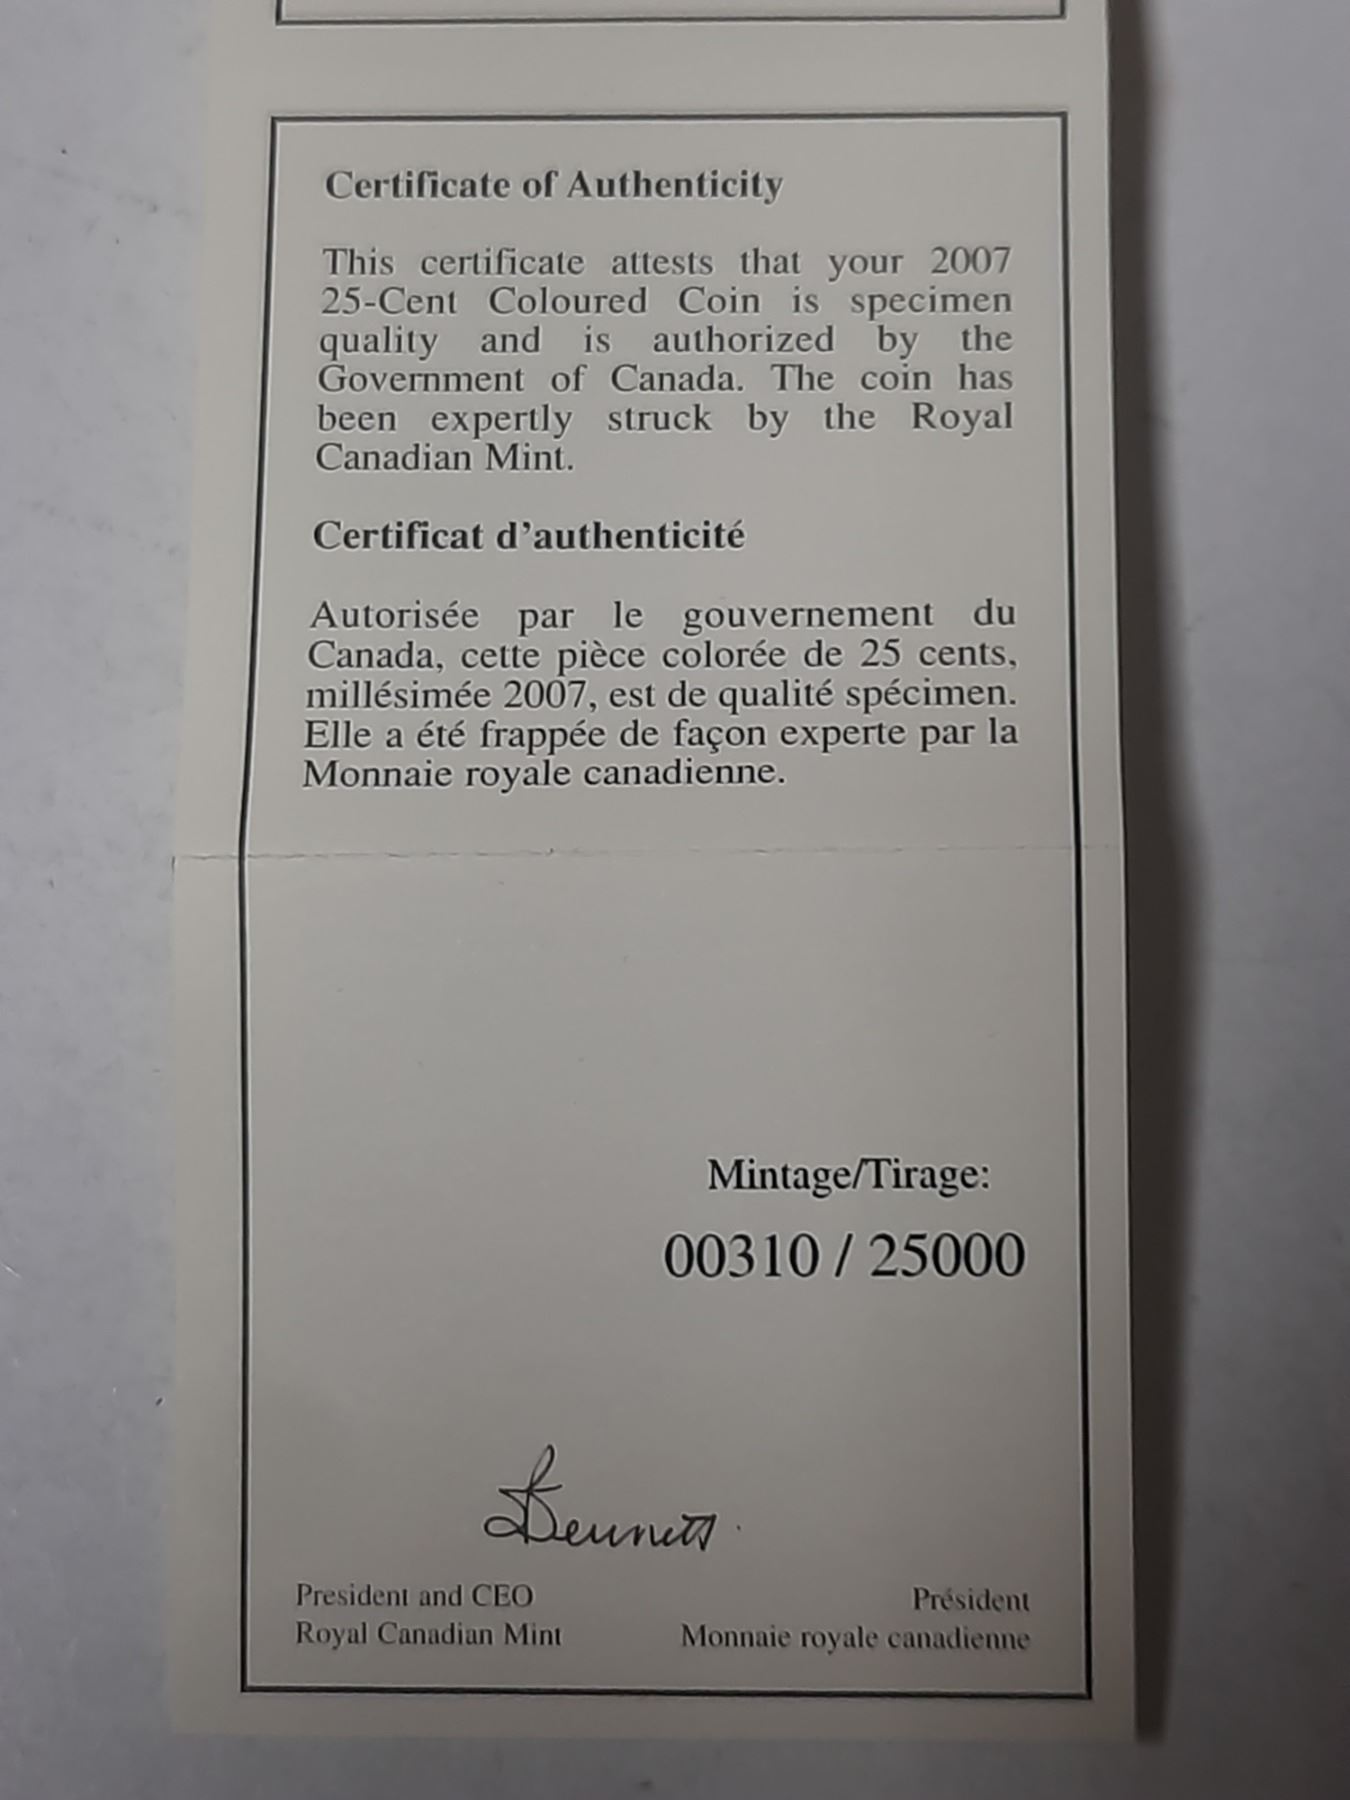 Certificate of Authenticity
This certificate attests that your 2007
25-Cent Coloured Coin is specimen
quality and is authorized by the
Government of Canada. The coin has
been expertly struck by the Royal
Canadian Mint.
Certificat d’authenticité
Autorisée par le gouvernement du
Canada, cette pièce colorée de 25 cents,
millésimée 2007, est de qualité spécimen.
Elle a été frappée de façon experte par la
Monnaie royale canadienne.
Mintage/Tirage:
00310 / 25000
Bennett
President and CEO
Royal Canadian Mint
Président
Monnaie royale canadienne